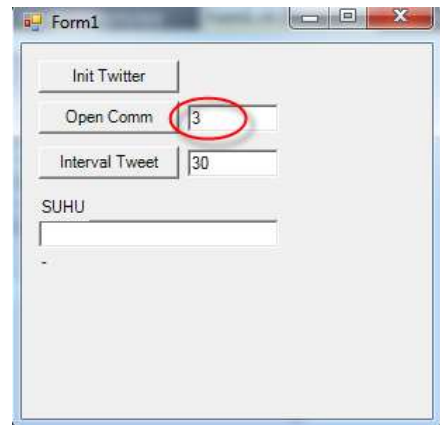 Form1
Init Twitter
Open Comm 3
Interval Tweet 30
SUHU
-